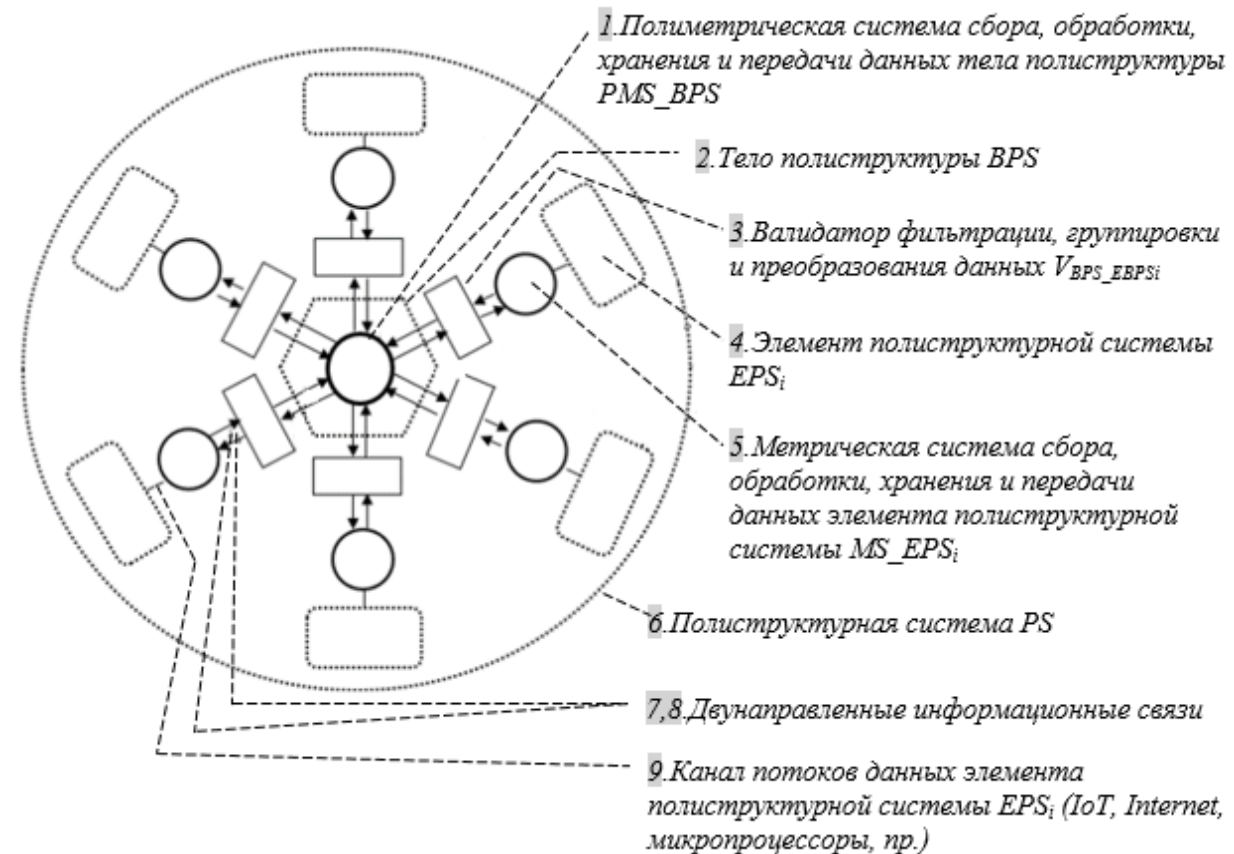 1.Полиметрическая система сбора, обработки,
хранения и передачи данных тела полиструктуры
PMS_BPS
2.Тело полиструктуры BPS
3.Валидатор фильтрации, группировки
и преобразования данных VBPS_EBPSi
4.Элемент полиструктурной системы
EPSi
5.Метрическая система сбора,
обработки, хранения и передачи
данных элемента полиструктурной
системы MS_EPSi
6.Полиструктурная система PS
7,8.Двунаправленные информационные связи
9.Канал потоков данных элемента
полиструктурной системы EPSi (IoT, Internet,
микропроцессоры, пр.)